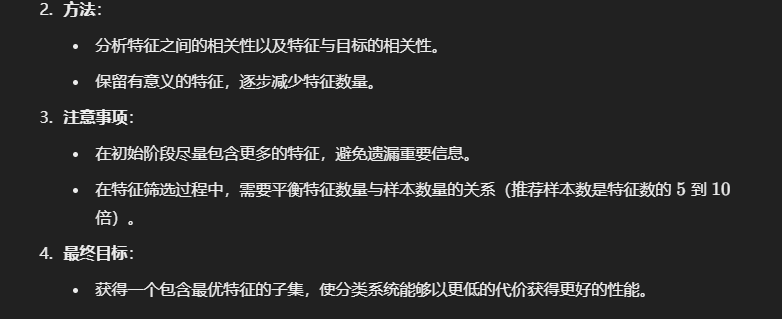 2. 方法：
• 分析特征之间的相关性以及特征与目标的相关性。
• 保留有意义的特征，逐步减少特征数量。
3. 注意事项：
• 在初始阶段尽量包含更多的特征，避免遗漏重要信息。
• 在特征筛选过程中，需要平衡特征数量与样本数量的关系（推荐样本数是特征数的 5 到 10
倍）。
4. 最终目标：
• 获得一个包含最优特征的子集，使分类系统能够以更低的代价获得更好的性能。